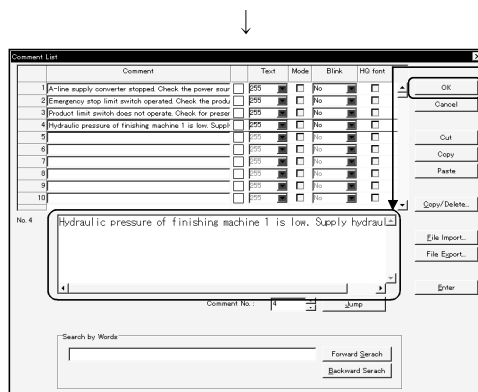 Comment List
Comment Text Mode Blink HQ font
1 A-line supply converter stopped. Check the power sour 255 No
2 Emergency stop limit switch operated. Check the produ 255 No
3 Product limit switch does not operate. Check for preser 255 No
4 Hydraulic pressure of finishing machine 1 is low. Suppl 255 No
5 255 No
6 255 No
7 255 No
8 255 No
9 255 No
10 255 No
OK
Cancel
Cut
Copy
Paste
Copy/Delete...
File Import...
File Export...
Enter
No. 4
Hydraulic pressure of finishing machine 1 is low. Supply hydraul
Comment No. : 4 Jump
Search by Words
Forward Serach
Backward Serach